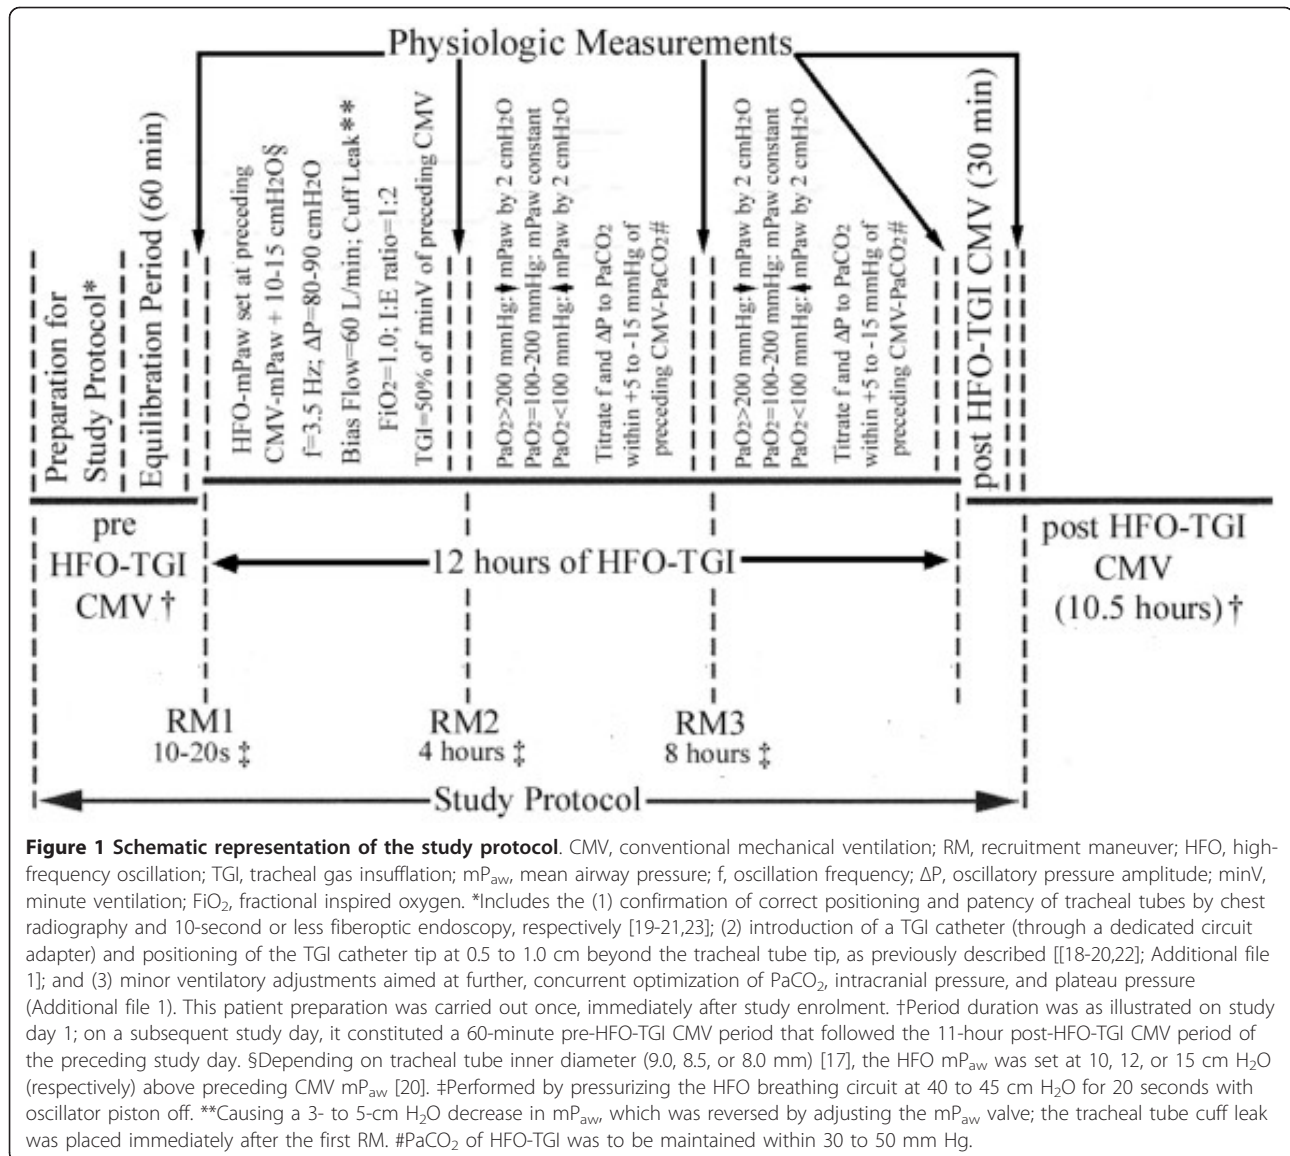 Physiologic Measurements
Preparation for
Study Protocol*
Equilibration Period (60 min)
HFO-mPaw set at preceding
CMV-mPaw + 10-15 cmH2O§
f=3.5 Hz; ΔP=80-90 cmH2O
Bias Flow=60 L/min; Cuff Leak**
FiO2=1.0; I:E ratio=1:2
TGI=50% of minV of preceding CMV
PaO2>200 mmHg: mPaw by 2 cmH2O
PaO2=100-200 mmHg: mPaw constant
PaO2<100 mmHg: mPaw by 2 cmH2O
Titrate f and ΔP to PaCO2
within +5 to -15 mmHg of
preceding CMV-PaCO2#
PaO2>200 mmHg: mPaw by 2 cmH2O
PaO2=100-200 mmHg: mPaw constant
PaO2<100 mmHg: mPaw by 2 cmH2O
Titrate f and ΔP to PaCO2
within +5 to -15 mmHg of
preceding CMV-PaCO2#
post HFO-TGI CMV (30 min)
pre
HFO-TGI
CMV †
12 hours of HFO-TGI
post HFO-TGI
CMV
(10.5 hours) †
RM1
10-20s ‡
RM2
4 hours ‡
RM3
8 hours ‡
Study Protocol
Figure 1 Schematic representation of the study protocol. CMV, conventional mechanical ventilation; RM, recruitment maneuver; HFO, high-
frequency oscillation; TGI, tracheal gas insufflation; mPaw, mean airway pressure; f, oscillation frequency; ΔP, oscillatory pressure amplitude; minV,
minute ventilation; FiO2, fractional inspired oxygen. *Includes the (1) confirmation of correct positioning and patency of tracheal tubes by chest
radiography and 10-second or less fiberoptic endoscopy, respectively [19-21,23]; (2) introduction of a TGI catheter (through a dedicated circuit
adapter) and positioning of the TGI catheter tip at 0.5 to 1.0 cm beyond the tracheal tube tip, as previously described [[18-20,22]; Additional file
1]; and (3) minor ventilatory adjustments aimed at further, concurrent optimization of PaCO2, intracranial pressure, and plateau pressure
(Additional file 1). This patient preparation was carried out once, immediately after study enrolment. †Period duration was as illustrated on study
day 1; on a subsequent study day, it constituted a 60-minute pre-HFO-TGI CMV period that followed the 11-hour post-HFO-TGI CMV period of
the preceding study day. §Depending on tracheal tube inner diameter (9.0, 8.5, or 8.0 mm) [17], the HFO mPaw was set at 10, 12, or 15 cm H2O
(respectively) above preceding CMV mPaw [20]. ‡Performed by pressurizing the HFO breathing circuit at 40 to 45 cm H2O for 20 seconds with
oscillator piston off. **Causing a 3- to 5-cm H2O decrease in mPaw, which was reversed by adjusting the mPaw valve; the tracheal tube cuff leak
was placed immediately after the first RM. #PaCO2 of HFO-TGI was to be maintained within 30 to 50 mm Hg.